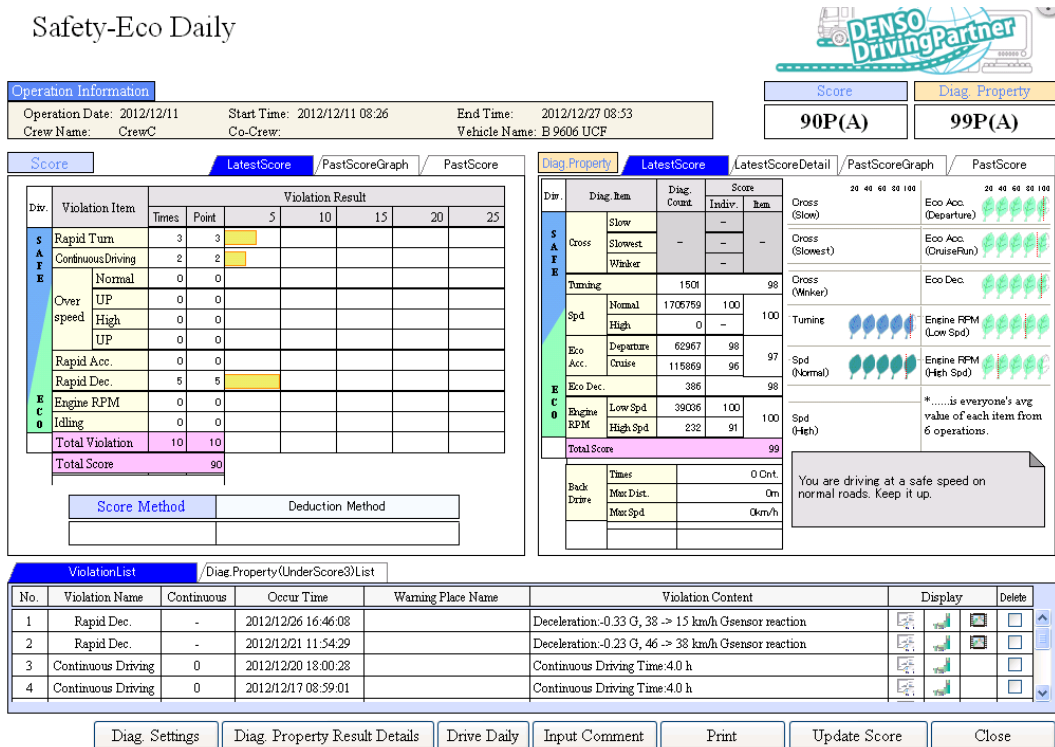 Safety-Eco Daily
DENSO
DrivingPartner
Operation Information
Operation Date: 2012/12/11 Start Time: 2012/12/11 08:26 End Time: 2012/12/27 08:53
Crew Name: CrewC Co-Crew: Vehicle Name: B 9606 UCF
Score Diag. Property
90P(A) 99P(A)
Score LatestScore PastScoreGraph PastScore
Div. Violation Item Violation Result
Times Point 5 10 15 20 25
SAFE
Rapid Turn 3 3
ContinuousDriving 2 2
Over speed
Normal 0 0
UP 0 0
High 0 0
UP 0 0
Rapid Acc. 0 0
Rapid Dec. 5 5
ECO
Engine RPM 0 0
Idling 0 0
Total Violation 10 10
Total Score 90
Score Method Deduction Method
Diag.Property LatestScore LatestScoreDetail PastScoreGraph PastScore
Div. Diag.Item Diag. Count Score
Indiv. Item
SAFE
Cross - -
Slow -
Slowest -
Winker -
Turning 1501 98
Spd 100
Normal 1705759 100
High 0 -
Eco Acc. 97
Departure 62967 98
Cruise 115869 96
ECO
Eco Dec. 386 98
Engine RPM 100
Low Spd 39036 100
High Spd 232 91
Total Score 99
Back Drive
Times 0 Cnt.
Max Dist. 0m
Max Spd 0km/h
20 40 60 80 100 20 40 60 80 100
Cross (Slow) Eco Acc. (Departure)
Cross (Slowest) Eco Acc. (CruiseRun)
Cross (Winker) Eco Dec.
Turning Engine RPM (Low Spd)
Spd (Normal) Engine RPM (High Spd)
Spd (High)
*......is everyone's avg
value of each item from
6 operations.
You are driving at a safe speed on
normal roads. Keep it up.
ViolationList Diag.Property(UnderScore3)List
No. Violation Name Continuous Occur Time Warning Place Name Violation Content Display Delete
1 Rapid Dec. - 2012/12/26 16:46:08 Deceleration:-0.33 G, 38 -> 15 km/h Gsensor reaction
2 Rapid Dec. - 2012/12/21 11:54:29 Deceleration:-0.23 G, 46 -> 38 km/h Gsensor reaction
3 Continuous Driving 0 2012/12/20 18:00:28 Continuous Driving Time:4.0 h
4 Continuous Driving 0 2012/12/17 08:59:01 Continuous Driving Time:4.0 h
Diag. Settings Diag. Property Result Details Drive Daily Input Comment Print Update Score Close